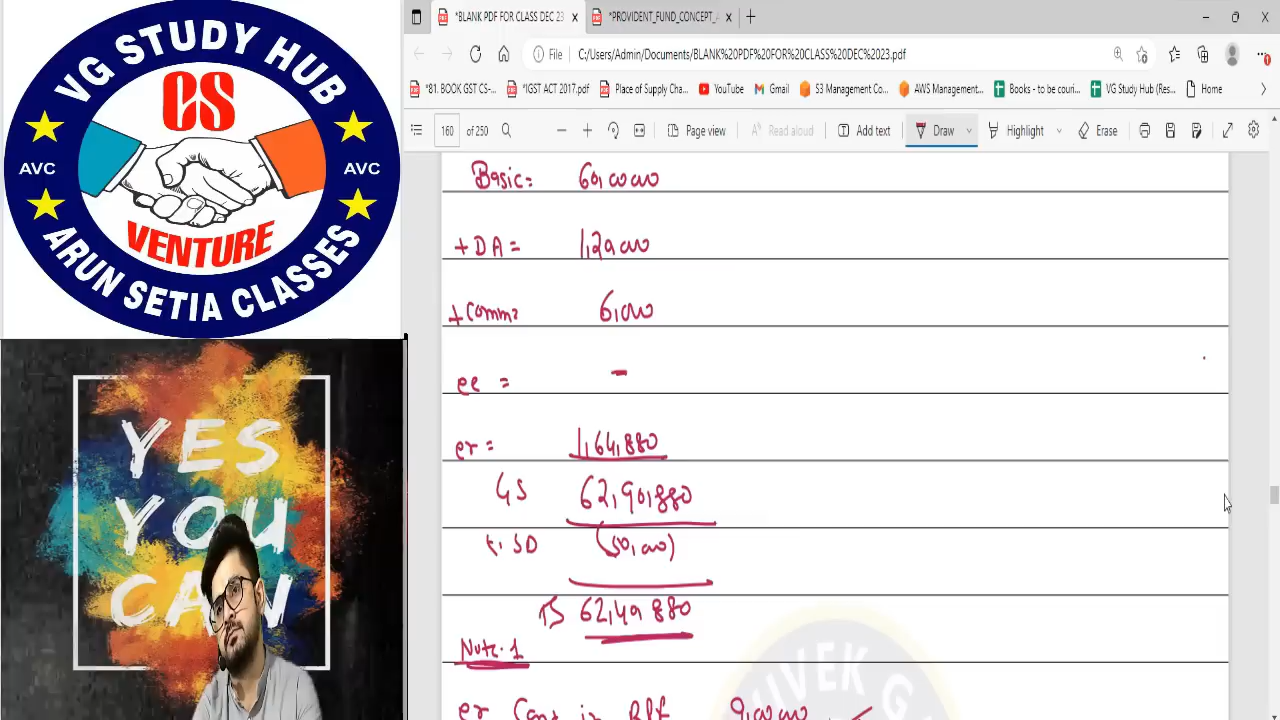 VG STUDY HUB
CS
AVC
AVC
VENTURE
ARUN SETIA CLASSES
YES
YOU
CAN
*BLANK PDF FOR CLASS DEC 23
*PROVIDENT_FUND_CONCEPT_A
File
C:/Users/Admin/Documents/BLANK%20PDF%20FOR%20CLASS%20DEC%202023.pdf
*81. BOOK GST CS-...
*IGST ACT 2017.pdf
Place of Supply Cha...
YouTube
Gmail
S3 Management Co...
AWS Management...
Books - to be couri...
VG Study Hub (Res...
Home
160 of 250
Page view
Read aloud
Add text
Draw
Highlight
Erase
Basic= 60,00,000
+DA=
+Comm= 6,000
ee = -
er = 1,64,880
GS 62,90,880
SD (50,000)
TS 62,40,880
Note-1
er Cont in RPF 9,00,000
VIVEK GA